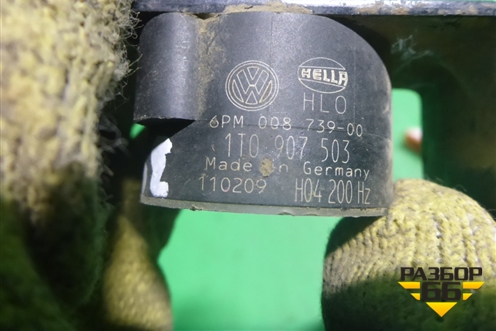 HELLA
HLO
6PM 008 739-00
1T0 907 503
Made in Germany
110209 H04 200 Hz
РАЗБОР
66